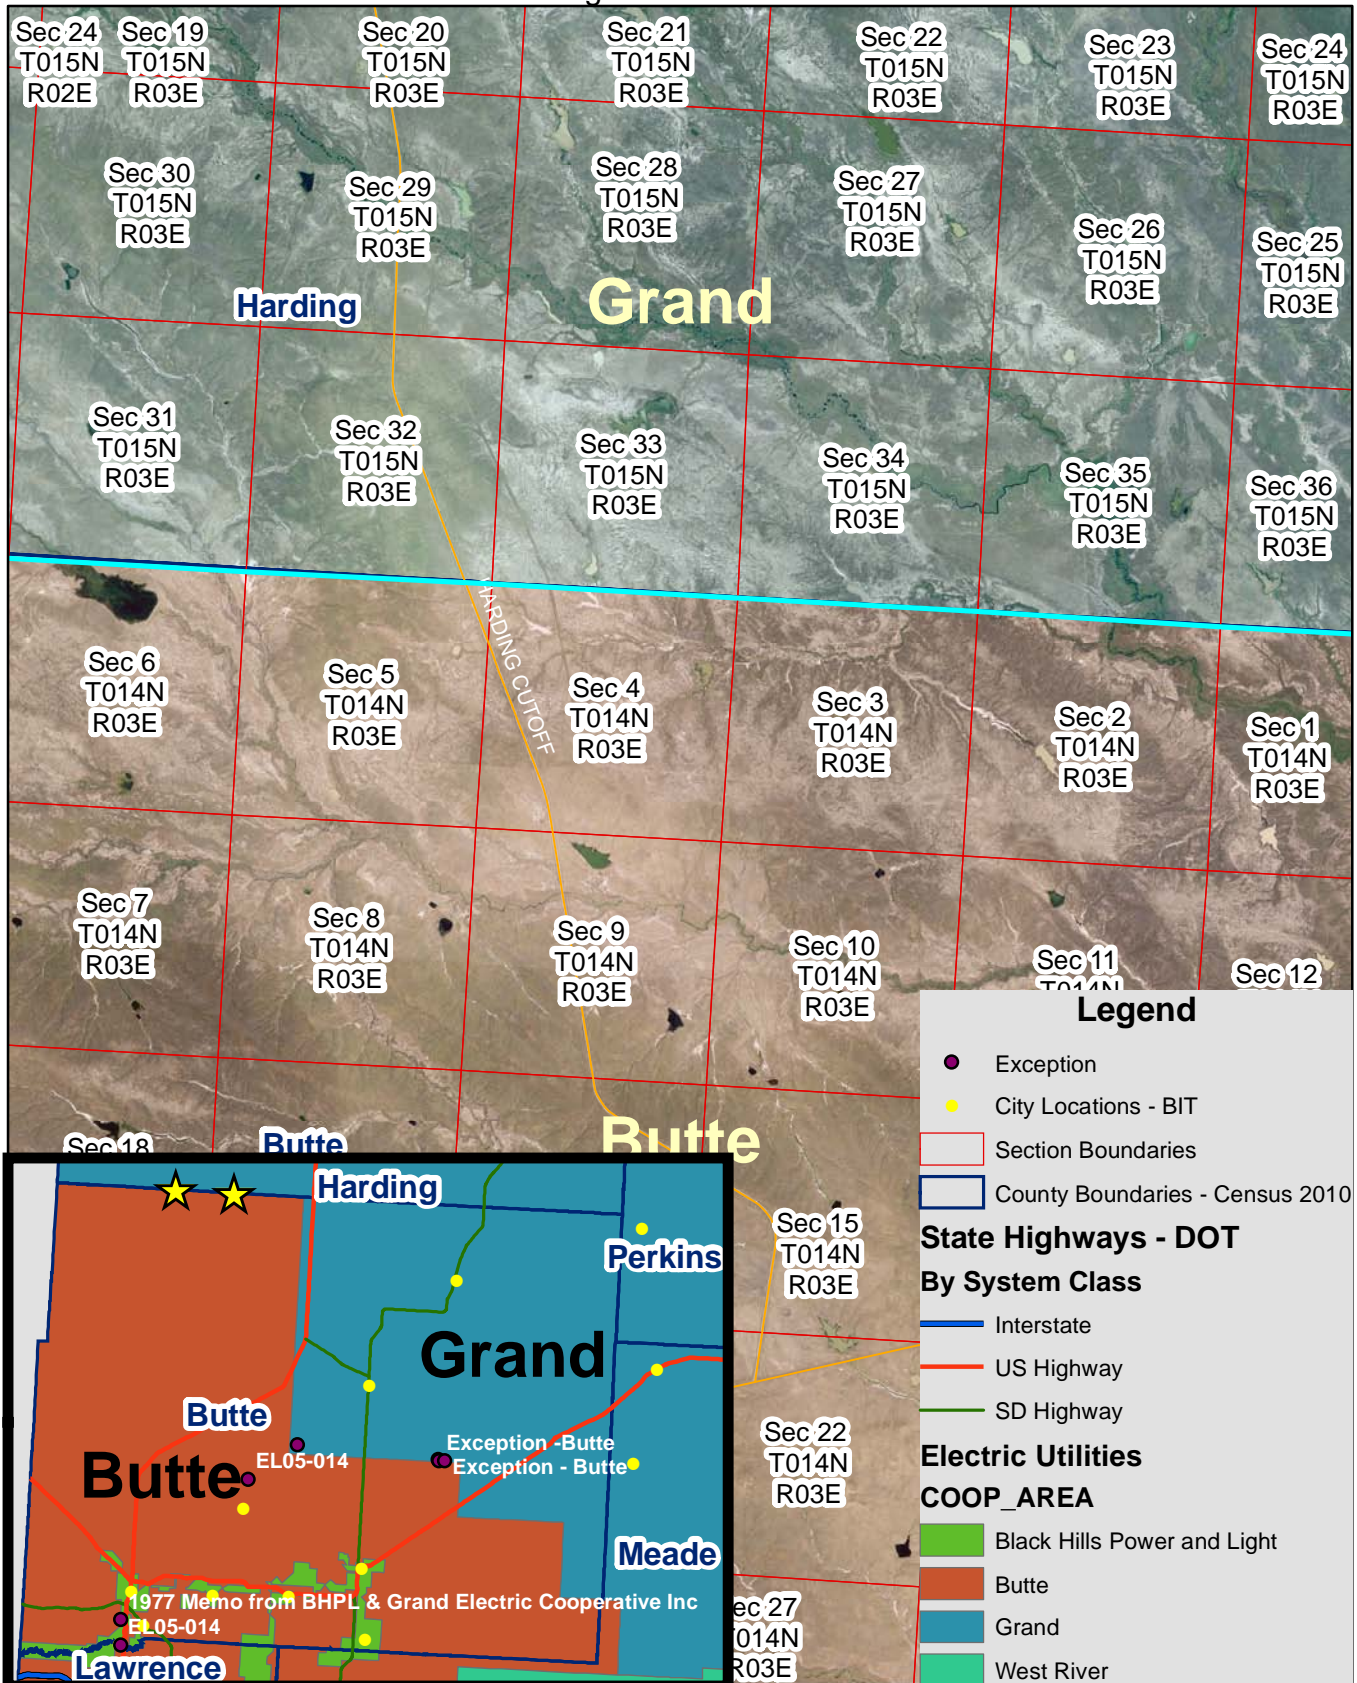 Sec 24
T015N
R02E
Sec 19
T015N
R03E
Sec 20
T015N
R03E
Sec 21
T015N
R03E
Sec 22
T015N
R03E
Sec 23
T015N
R03E
Sec 24
T015N
R03E
Sec 30
T015N
R03E
Sec 29
T015N
R03E
Sec 28
T015N
R03E
Sec 27
T015N
R03E
Sec 26
T015N
R03E
Sec 25
T015N
R03E
Harding
Grand
Sec 31
T015N
R03E
Sec 32
T015N
R03E
Sec 33
T015N
R03E
Sec 34
T015N
R03E
Sec 35
T015N
R03E
Sec 36
T015N
R03E
HARDING CUTOFF
Sec 6
T014N
R03E
Sec 5
T014N
R03E
Sec 4
T014N
R03E
Sec 3
T014N
R03E
Sec 2
T014N
R03E
Sec 1
T014N
R03E
Sec 7
T014N
R03E
Sec 8
T014N
R03E
Sec 9
T014N
R03E
Sec 10
T014N
R03E
Sec 11
T014N
Sec 12
Sec 18
Butte
Butte
Sec 15
T014N
R03E
Sec 22
T014N
R03E
ec 27
014N
R03E
Harding
Perkins
Grand
Butte
Butte
EL05-014
Exception -Butte
Exception - Butte
Meade
1977 Memo from BHPL & Grand Electric Cooperative Inc
EL05-014
Lawrence
Legend
Exception
City Locations - BIT
Section Boundaries
County Boundaries - Census 2010
State Highways - DOT
By System Class
Interstate
US Highway
SD Highway
Electric Utilities
COOP_AREA
Black Hills Power and Light
Butte
Grand
West River